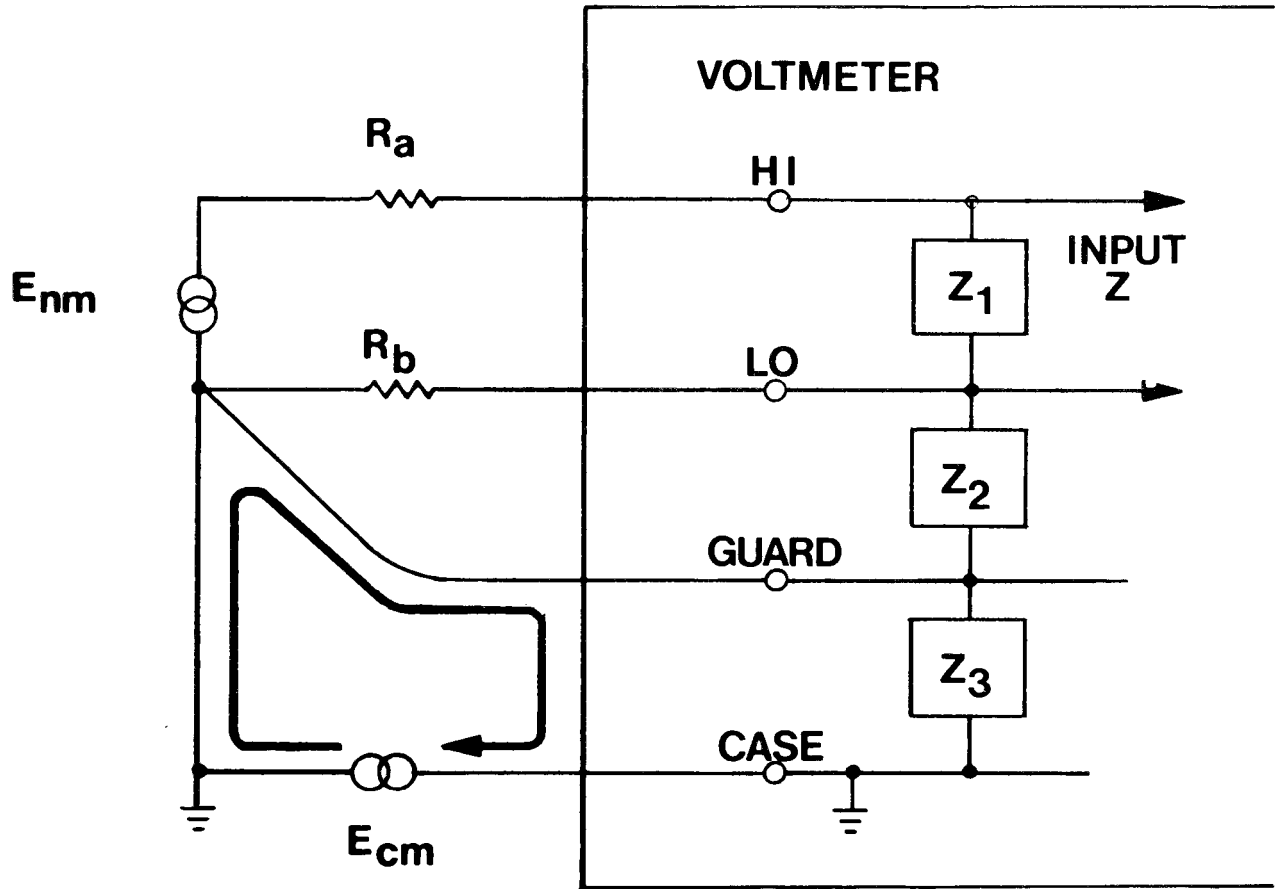 VOLTMETER
Ra
HI
Enm
Z1
INPUT
Z
Rb
LO
Z2
GUARD
Z3
CASE
Ecm